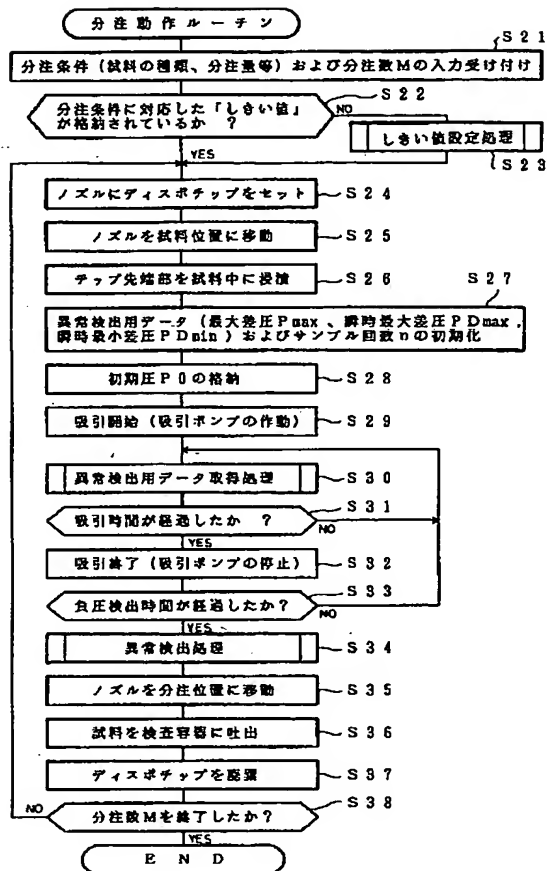 分注動作ルーチン
S21
分注条件(試料の種類、分注量等)および分注数Mの入力受け付け
S22
分注条件に対応した「しきい値」
が格納されているか ?
NO
YES
しきい値設定処理
S23
ノズルにディスポチップをセット
S24
ノズルを試料位置に移動
S25
チップ先端部を試料中に浸漬
S26
S27
異常検出用データ(最大差圧Pmax、瞬時最大差圧PDmax、
瞬時最小差圧PDmin)およびサンプル回数nの初期化
初期圧P0の格納
S28
吸引開始(吸引ポンプの作動)
S29
異常検出用データ取得処理
S30
S31
吸引時間が経過したか ?
NO
YES
吸引終了(吸引ポンプの停止)
S32
S33
負圧検出時間が経過したか?
NO
YES
異常検出処理
S34
ノズルを分注位置に移動
S35
試料を検査容器に吐出
S36
ディスポチップを廃棄
S37
S38
NO
分注数Mを終了したか?
YES
END